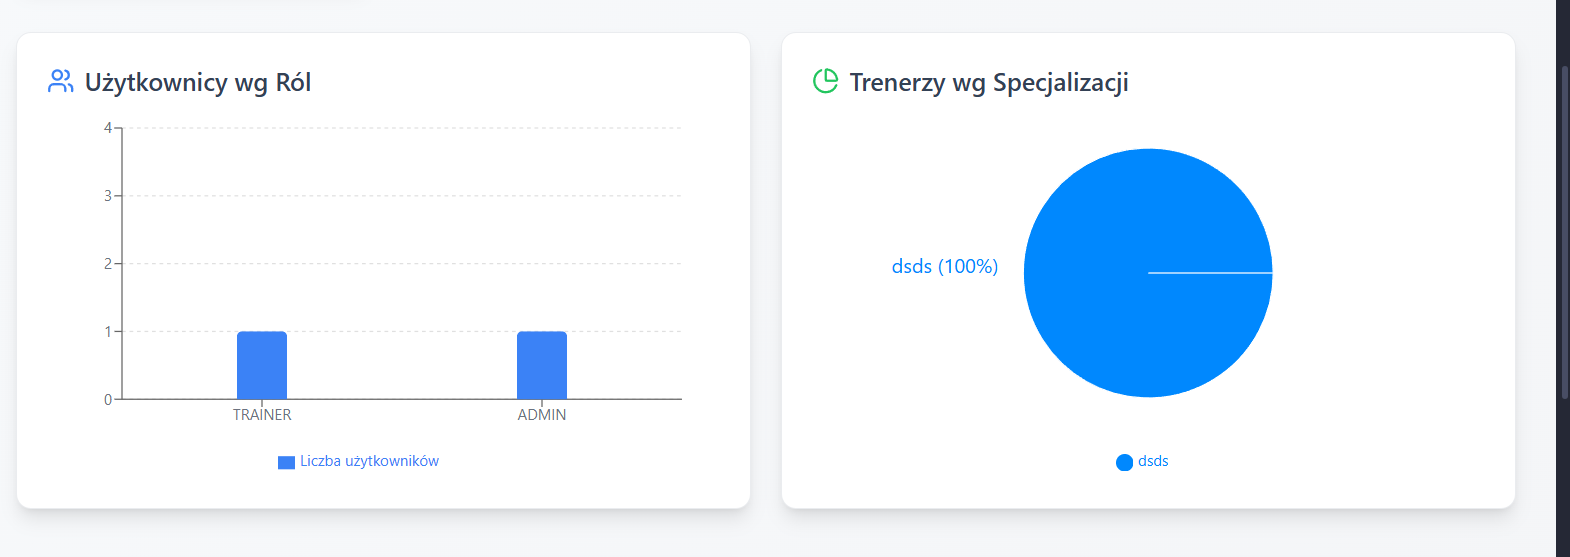 Użytkownicy wg Ról
4
3
2
1
0
TRAINER ADMIN
Liczba użytkowników
Trenerzy wg Specjalizacji
dsds (100%)
dsds